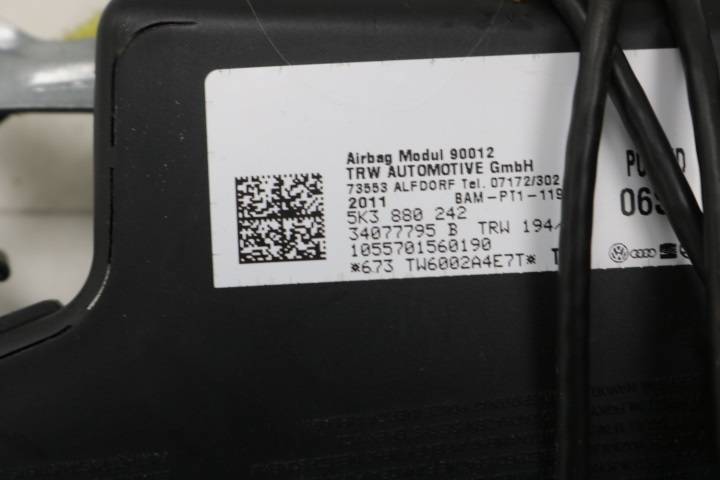 Airbag Modul 90012
TRW AUTOMOTIVE GmbH
73553 ALFDORF Tel. 07172/302
2011 BAM-PT1-119
5K3 880 242
34077795 B TRW 194/
1055701560190
*673 TW6002A4E7T* T